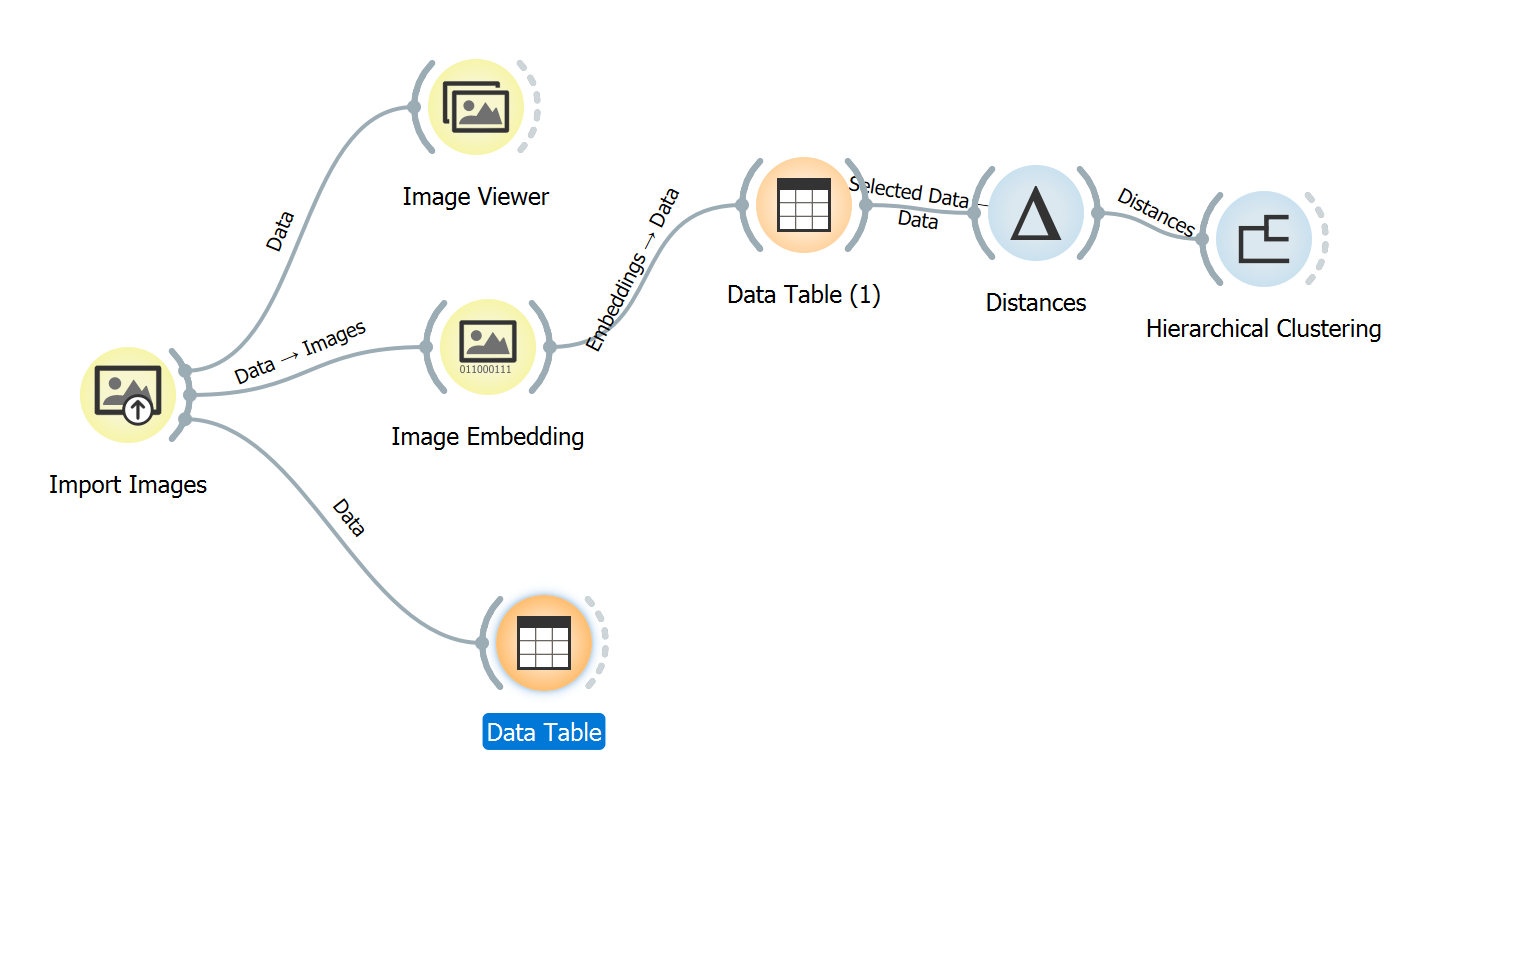 Data
Image Viewer
Data → Images
011000111
Image Embedding
Embeddings → Data
Data Table (1)
Selected Data →
Data
Distances
Distances
Hierarchical Clustering
Import Images
Data
Data Table